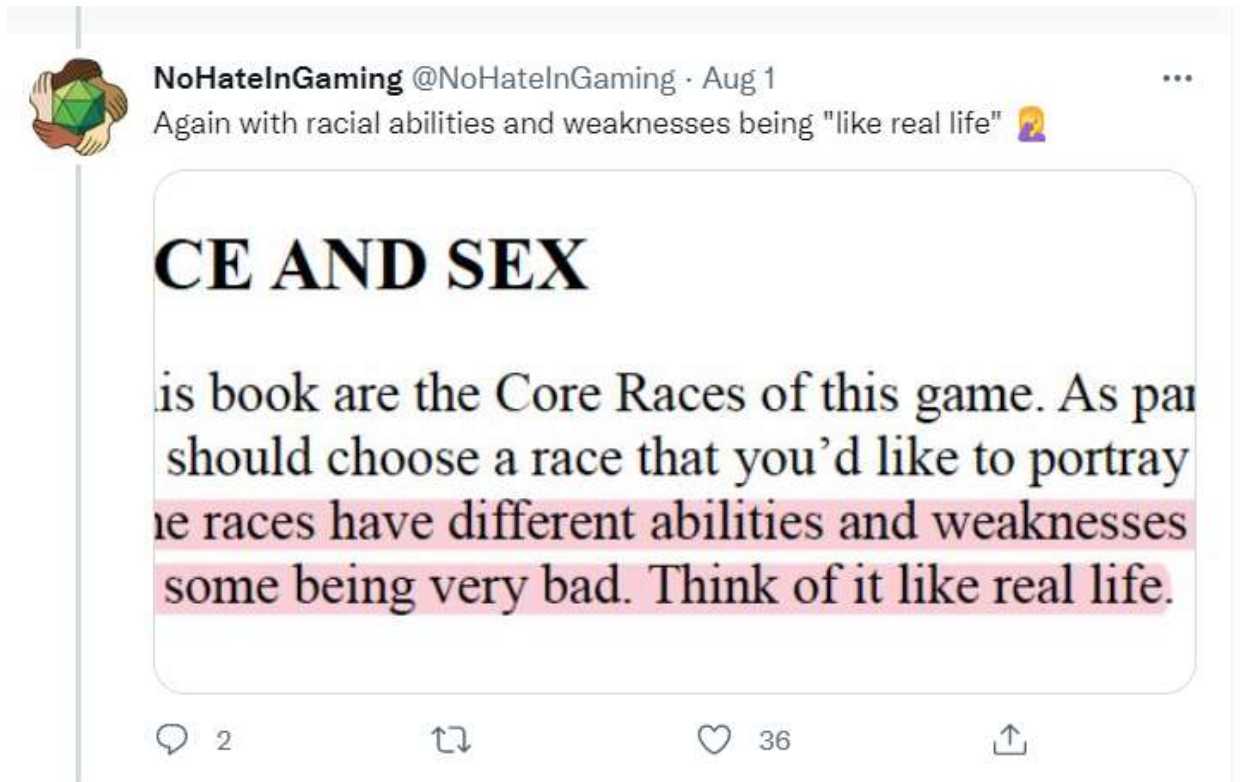 NoHateInGaming @NoHateInGaming · Aug 1
Again with racial abilities and weaknesses being "like real life" 🤦
CE AND SEX
is book are the Core Races of this game. As par
should choose a race that you'd like to portray
he races have different abilities and weaknesses
some being very bad. Think of it like real life.
2
36